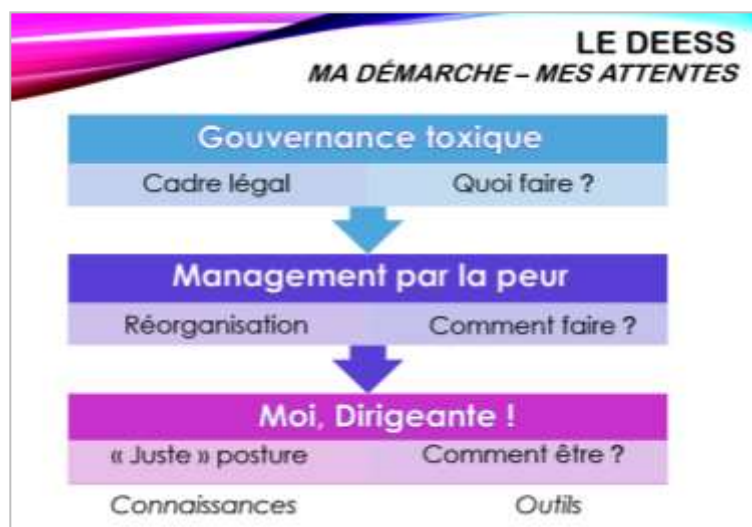 LE DEESS
MA DÉMARCHE – MES ATTENTES
Gouvernance toxique
Cadre légal Quoi faire ?
Management par la peur
Réorganisation Comment faire ?
Moi, Dirigeante !
« Juste » posture Comment être ?
Connaissances Outils